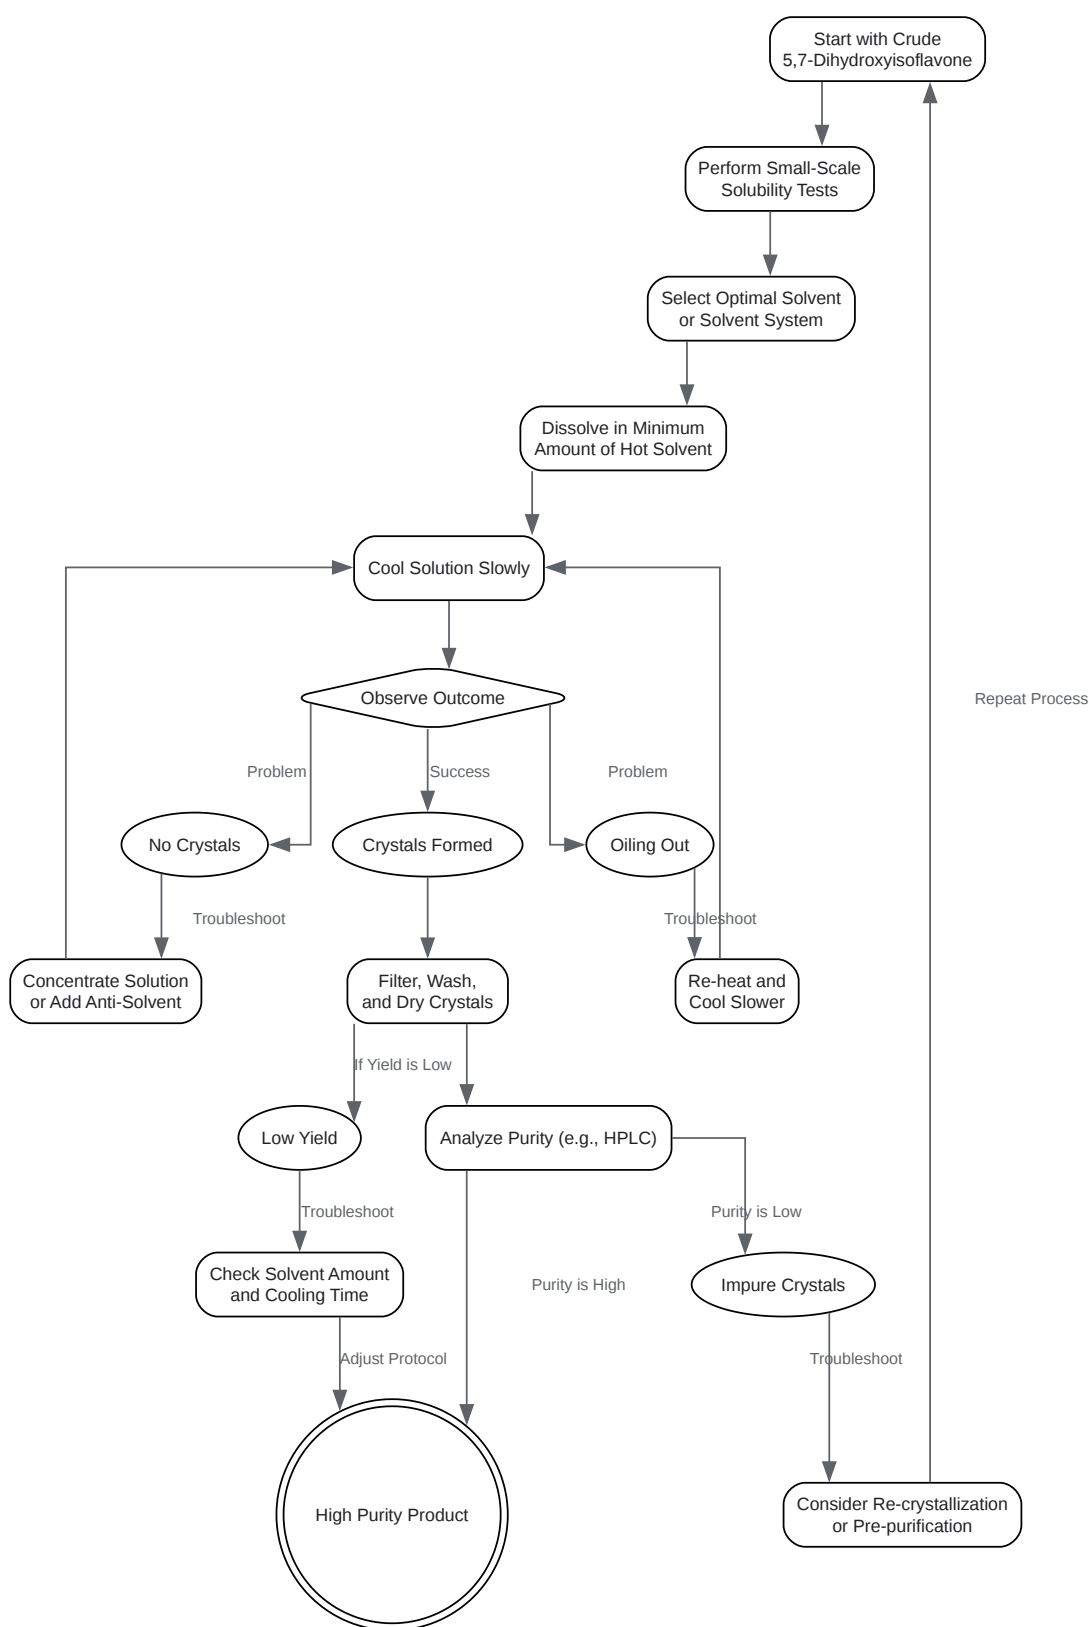 Start with Crude
5,7-Dihydroxyisoflavone
Perform Small-Scale
Solubility Tests
Select Optimal Solvent
or Solvent System
Dissolve in Minimum
Amount of Hot Solvent
Cool Solution Slowly
Observe Outcome
Repeat Process
Problem
Success
Problem
No Crystals
Crystals Formed
Oiling Out
Troubleshoot
Troubleshoot
Concentrate Solution
or Add Anti-Solvent
Filter, Wash,
and Dry Crystals
Re-heat and
Cool Slower
If Yield is Low
Low Yield
Analyze Purity (e.g., HPLC)
Troubleshoot
Purity is Low
Check Solvent Amount
and Cooling Time
Purity is High
Impure Crystals
Adjust Protocol
Troubleshoot
High Purity Product
Consider Re-crystallization
or Pre-purification